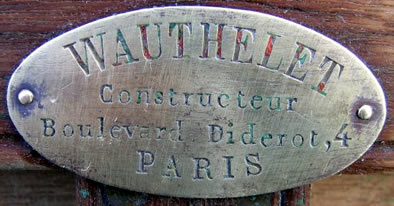 WAUTHELET
Constructeur
Boulevard Diderot, 4
PARIS